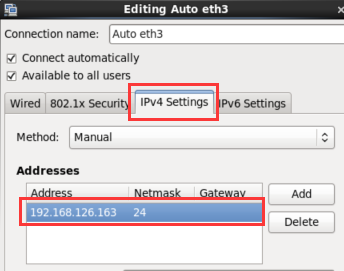 Editing Auto eth3
Connection name: Auto eth3
Connect automatically
Available to all users
Wired 802.1x Security IPv4 Settings IPv6 Settings
Method: Manual
Addresses
Address Netmask Gateway Add
192.168.126.163 24 Delete